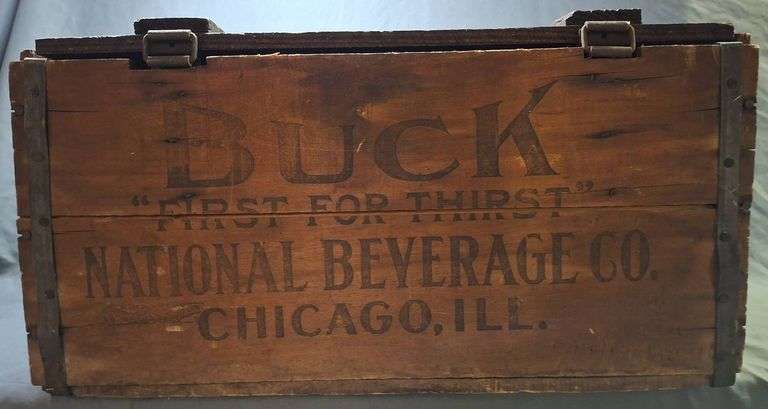 BUCK
"FIRST FOR THIRST"
NATIONAL BEVERAGE CO.
CHICAGO, ILL.